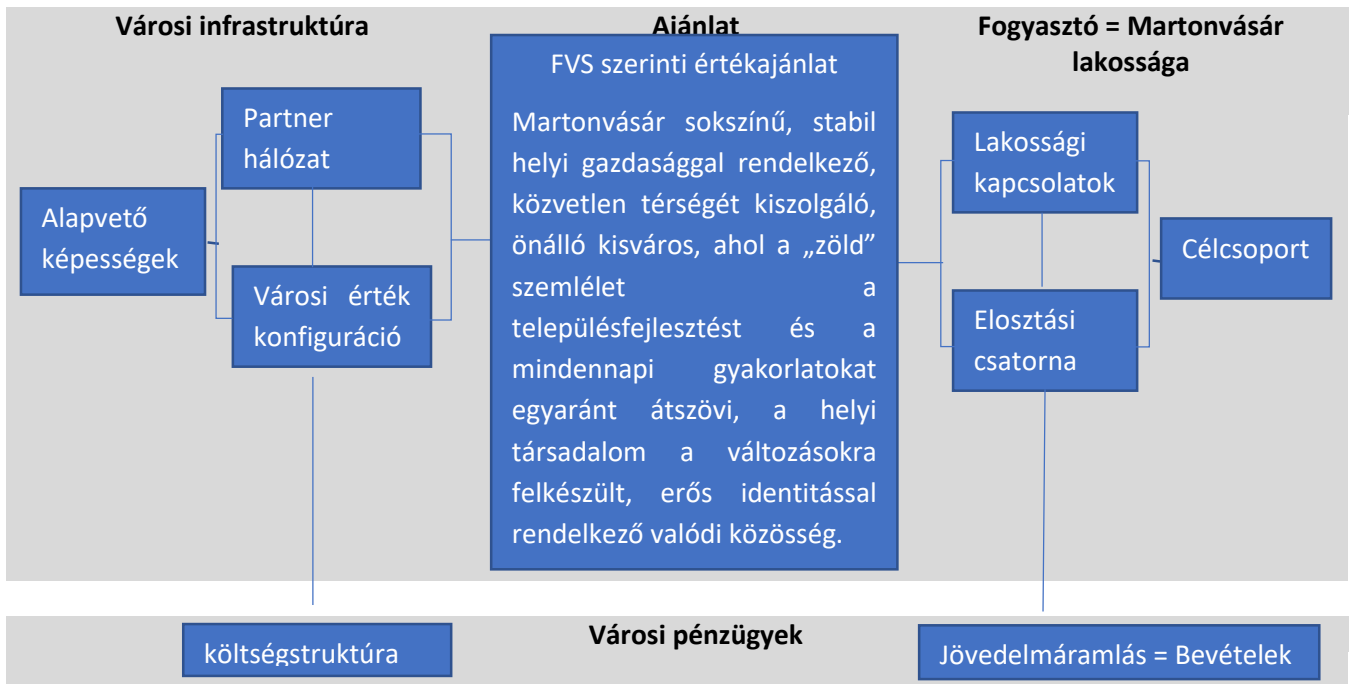 Városi infrastruktúra
Alapvető
képességek
Partner
hálózat
Városi érték
konfiguráció
Ajánlat
FVS szerinti értékajánlat
Martonvásár sokszínű, stabil
helyi gazdasággal rendelkező,
közvetlen térségét kiszolgáló,
önálló kisváros, ahol a „zöld”
szemlélet a
településfejlesztést és a
mindennapi gyakorlatokat
egyaránt átszövi, a helyi
társadalom a változásokra
felkészült, erős identitással
rendelkező valódi közösség.
Fogyasztó = Martonvásár
lakossága
Lakossági
kapcsolatok
Elosztási
csatorna
Célcsoport
Városi pénzügyek
költségstruktúra
Jövedelmáramlás = Bevételek